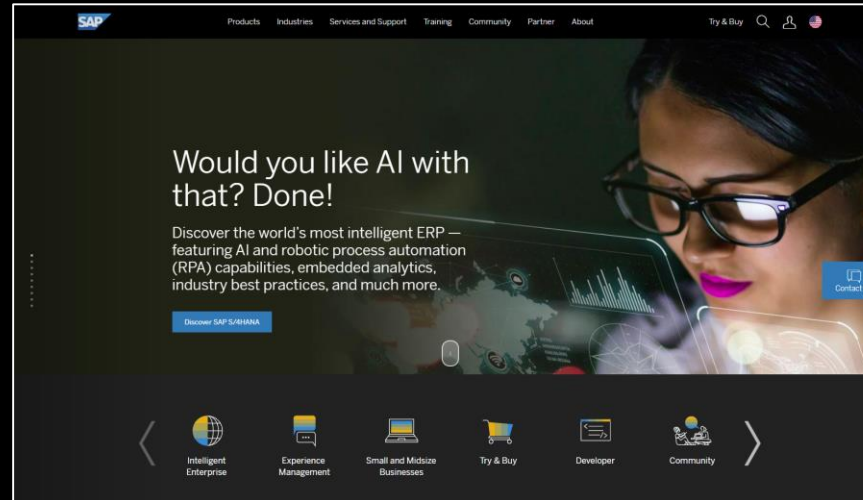 SAP
Products Industries Services and Support Training Community Partner About
Try & Buy
Would you like AI with
that? Done!
Discover the world's most intelligent ERP —
featuring AI and robotic process automation
(RPA) capabilities, embedded analytics,
industry best practices, and much more.
Discover SAP S/4HANA
Contact
Intelligent
Enterprise
Experience
Management
Small and Midsize
Businesses
Try & Buy
Developer
Community